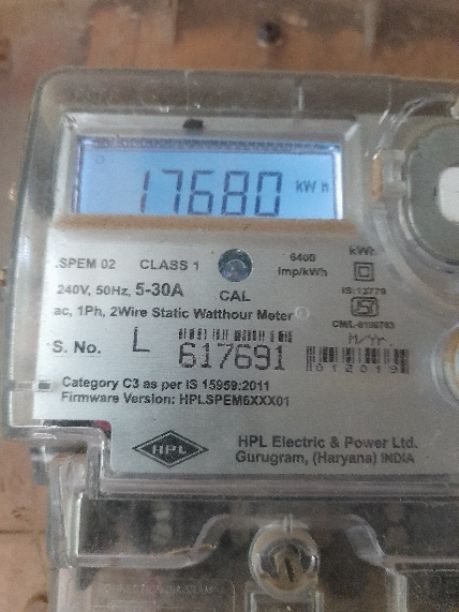 17680 kWh
SPEM 02 CLASS 1 6400 imp/kWh kWh
240V, 50Hz, 5-30A CAL IS:13779
ac, 1Ph, 2Wire Static Watthour Meter
M/Yr
S. No. L 617691 012019
Category C3 as per IS 15959:2011
Firmware Version: HPLSPEM6XXX01
HPL
HPL Electric & Power Ltd.
Gurugram, (Haryana) INDIA